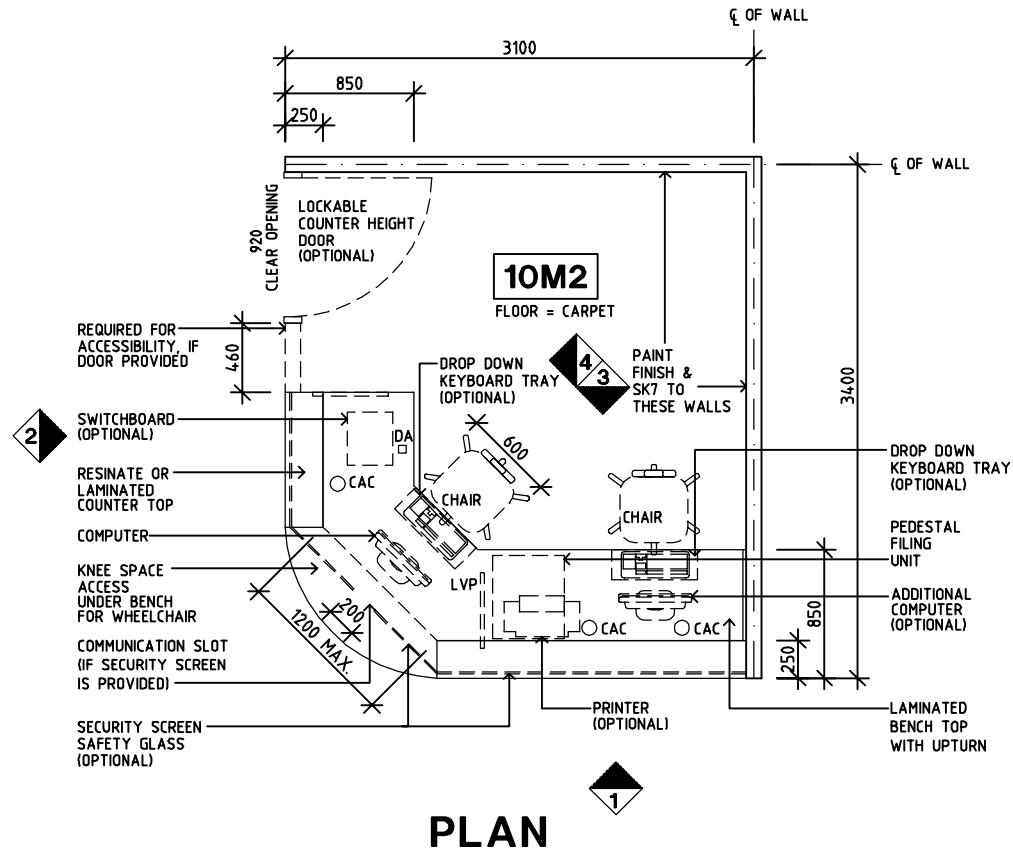 ℄ OF WALL
3100
850
250
℄ OF WALL
920
CLEAR OPENING
LOCKABLE
COUNTER HEIGHT
DOOR
(OPTIONAL)
10M2
FLOOR = CARPET
REQUIRED FOR
ACCESSIBILITY, IF
DOOR PROVIDED
460
DROP DOWN
KEYBOARD TRAY
(OPTIONAL)
4
3
PAINT
FINISH &
SK7 TO
THESE WALLS
3400
2
SWITCHBOARD
(OPTIONAL)
DA
600
RESINATE OR
LAMINATED
COUNTER TOP
CAC
CHAIR
CHAIR
DROP DOWN
KEYBOARD TRAY
(OPTIONAL)
COMPUTER
PEDESTAL
FILING
UNIT
KNEE SPACE
ACCESS
UNDER BENCH
FOR WHEELCHAIR
LVP
ADDITIONAL
COMPUTER
(OPTIONAL)
200
1200 MAX.
CAC
CAC
850
250
COMMUNICATION SLOT
(IF SECURITY SCREEN
IS PROVIDED)
SECURITY SCREEN
SAFETY GLASS
(OPTIONAL)
PRINTER
(OPTIONAL)
LAMINATED
BENCH TOP
WITH UPTURN
1
PLAN